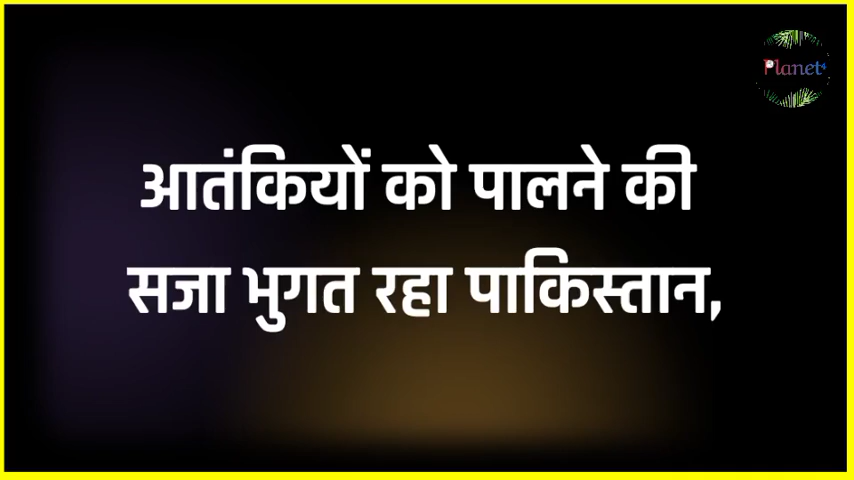 Planet
आतंकियों को पालने की
सजा भुगत रहा पाकिस्तान,